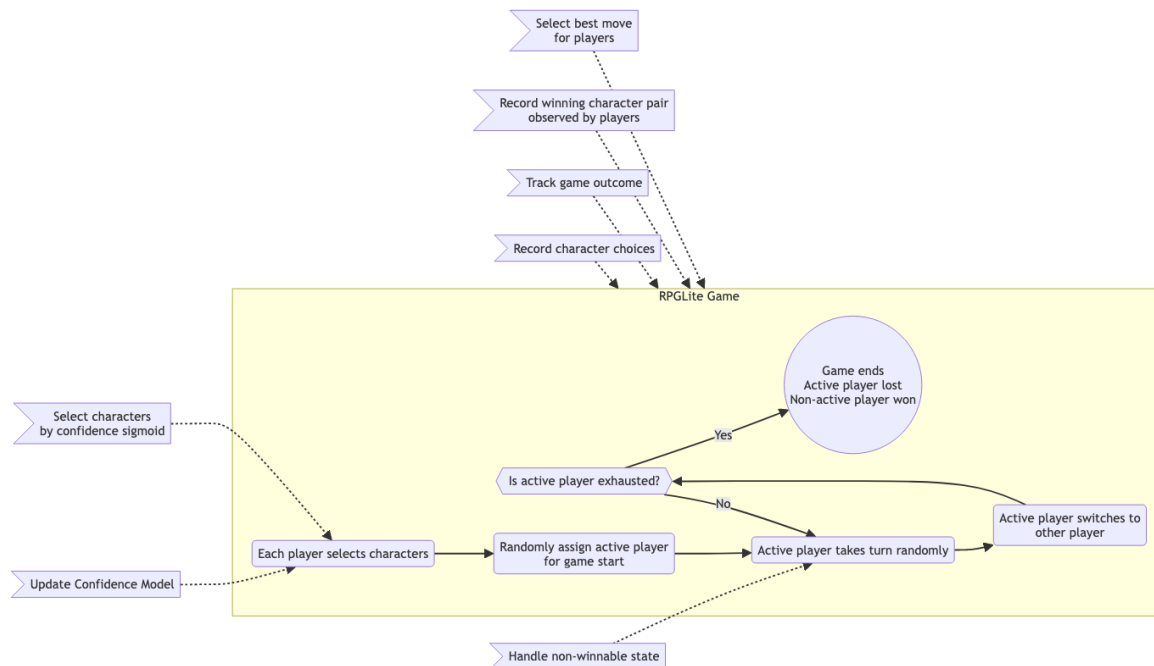 Select best move
for players
Record winning character pair
observed by players
Track game outcome
Record character choices
RPGLite Game
Game ends
Active player lost
Non-active player won
Select characters
by confidence sigmoid
Yes
Is active player exhausted?
No
Active player switches to
other player
Each player selects characters
Randomly assign active player
for game start
Active player takes turn randomly
Update Confidence Model
Handle non-winnable state